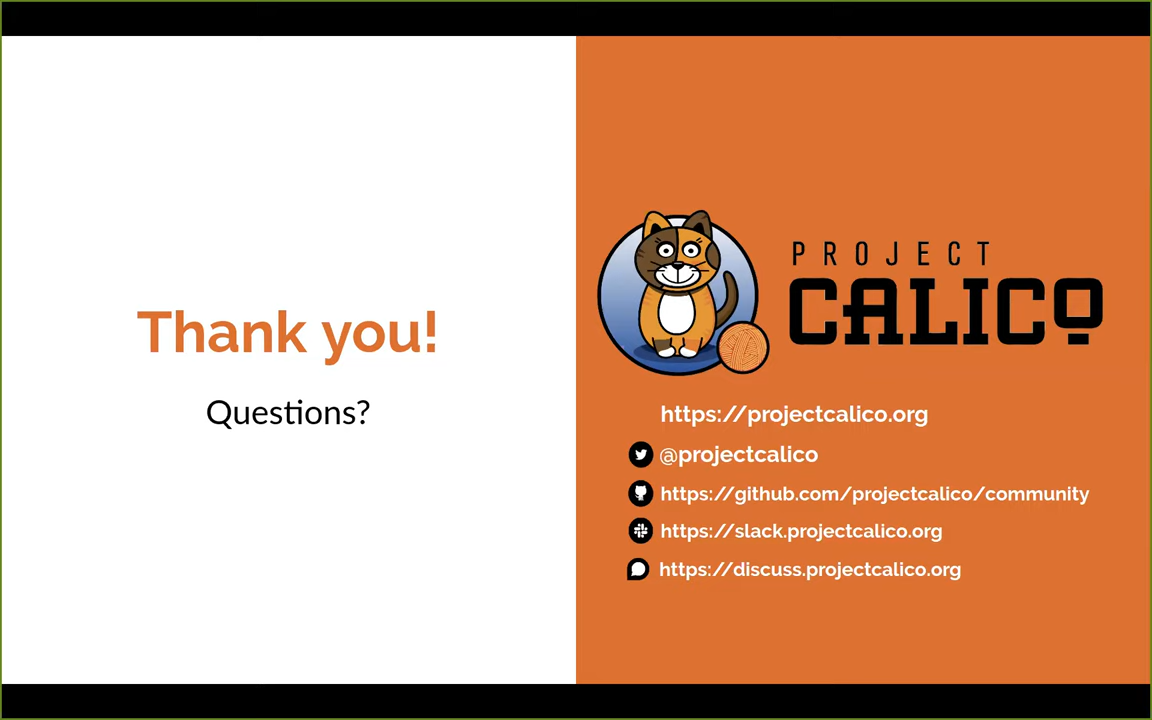 Thank you!
Questions?
PROJECT
CALICO
https://projectcalico.org
@projectcalico
https://github.com/projectcalico/community
https://slack.projectcalico.org
https://discuss.projectcalico.org